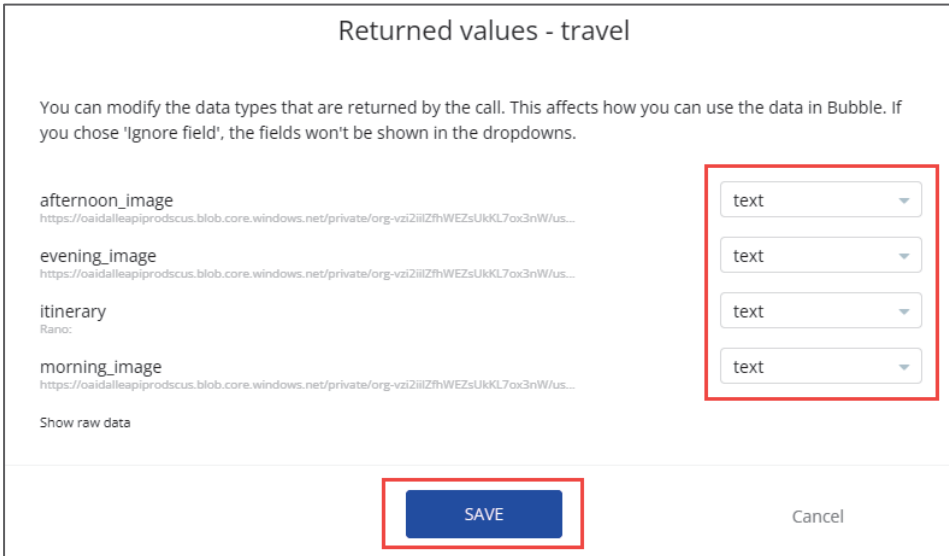 Returned values - travel
You can modify the data types that are returned by the call. This affects how you can use the data in Bubble. If
you chose 'Ignore field', the fields won't be shown in the dropdowns.
afternoon_image
text
https://oaidalleapiprodscus.blob.core.windows.net/private/org-vzi2iilZfhWEZsUkKL7ox3nW/us...
evening_image
text
https://oaidalleapiprodscus.blob.core.windows.net/private/org-vzi2iilZfhWEZsUkKL7ox3nW/us...
itinerary
text
Rano:
morning_image
text
https://oaidalleapiprodscus.blob.core.windows.net/private/org-vzi2iilZfhWEZsUkKL7ox3nW/us...
Show raw data
SAVE
Cancel